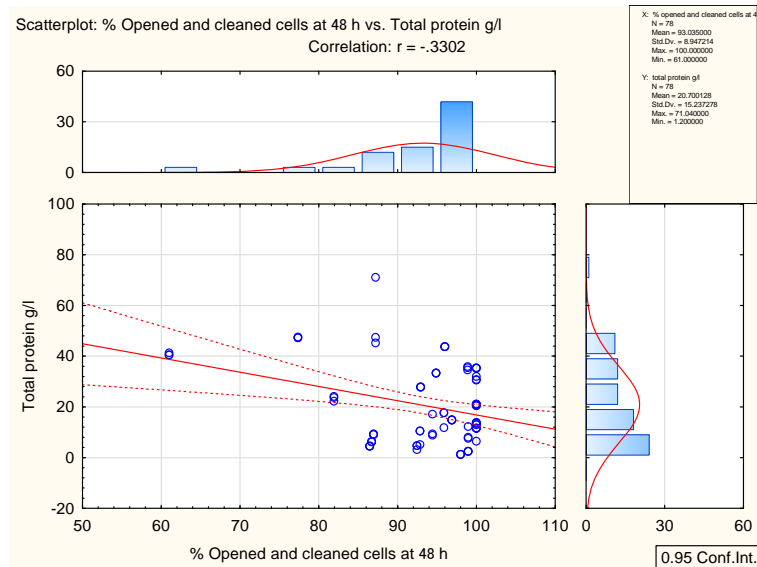 Scatterplot: % Opened and cleaned cells at 48 h vs. Total protein g/l
Correlation: r = -.3302
X: % opened and cleaned cells at 4
N = 78
Mean = 93.035000
Std.Dv. = 8.947214
Max. = 100.000000
Min. = 61.000000
Y: total protein g/l
N = 78
Mean = 20.700128
Std.Dv. = 15.237278
Max. = 71.040000
Min. = 1.200000
60
30
0
100
80
60
40
20
0
-20
Total protein g/l
50 60 70 80 90 100 110
% Opened and cleaned cells at 48 h
0 30 60
0.95 Conf.Int.